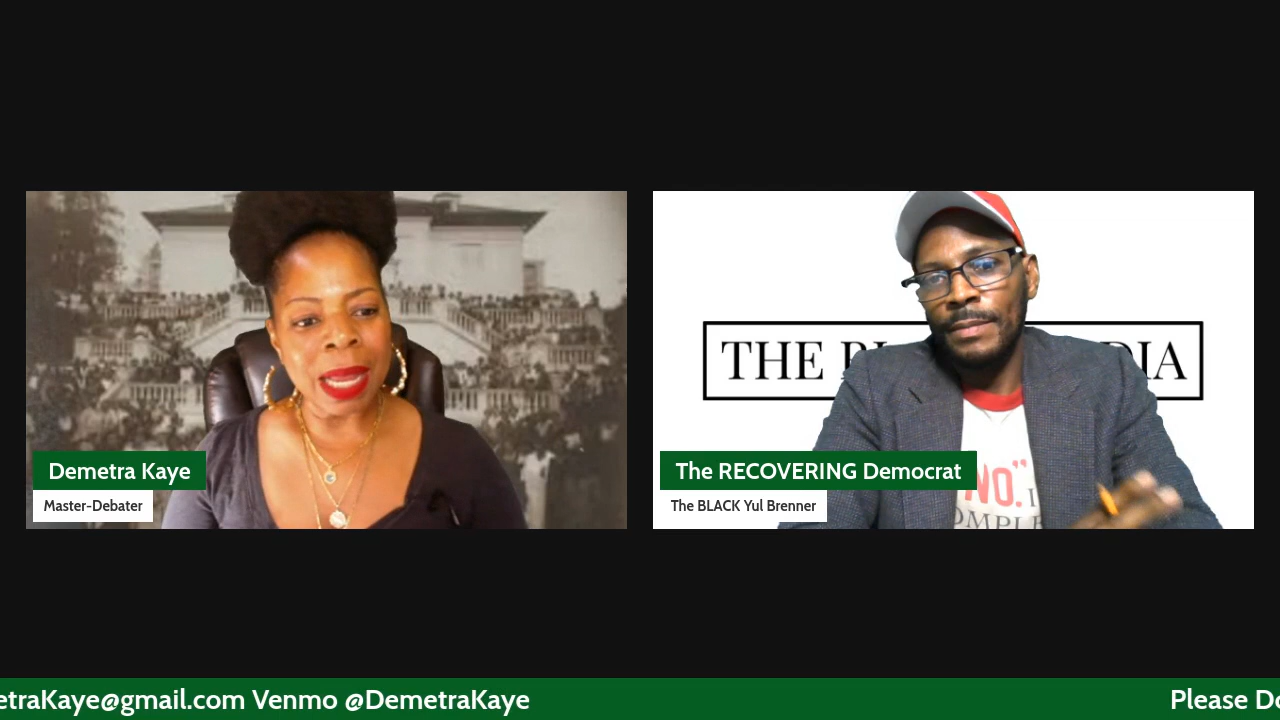 THE
Demetra Kaye
Master-Debater
The RECOVERING Democrat
The BLACK Yul Brenner
"NO."
etraKaye@gmail.com Venmo @DemetraKaye
Please Do